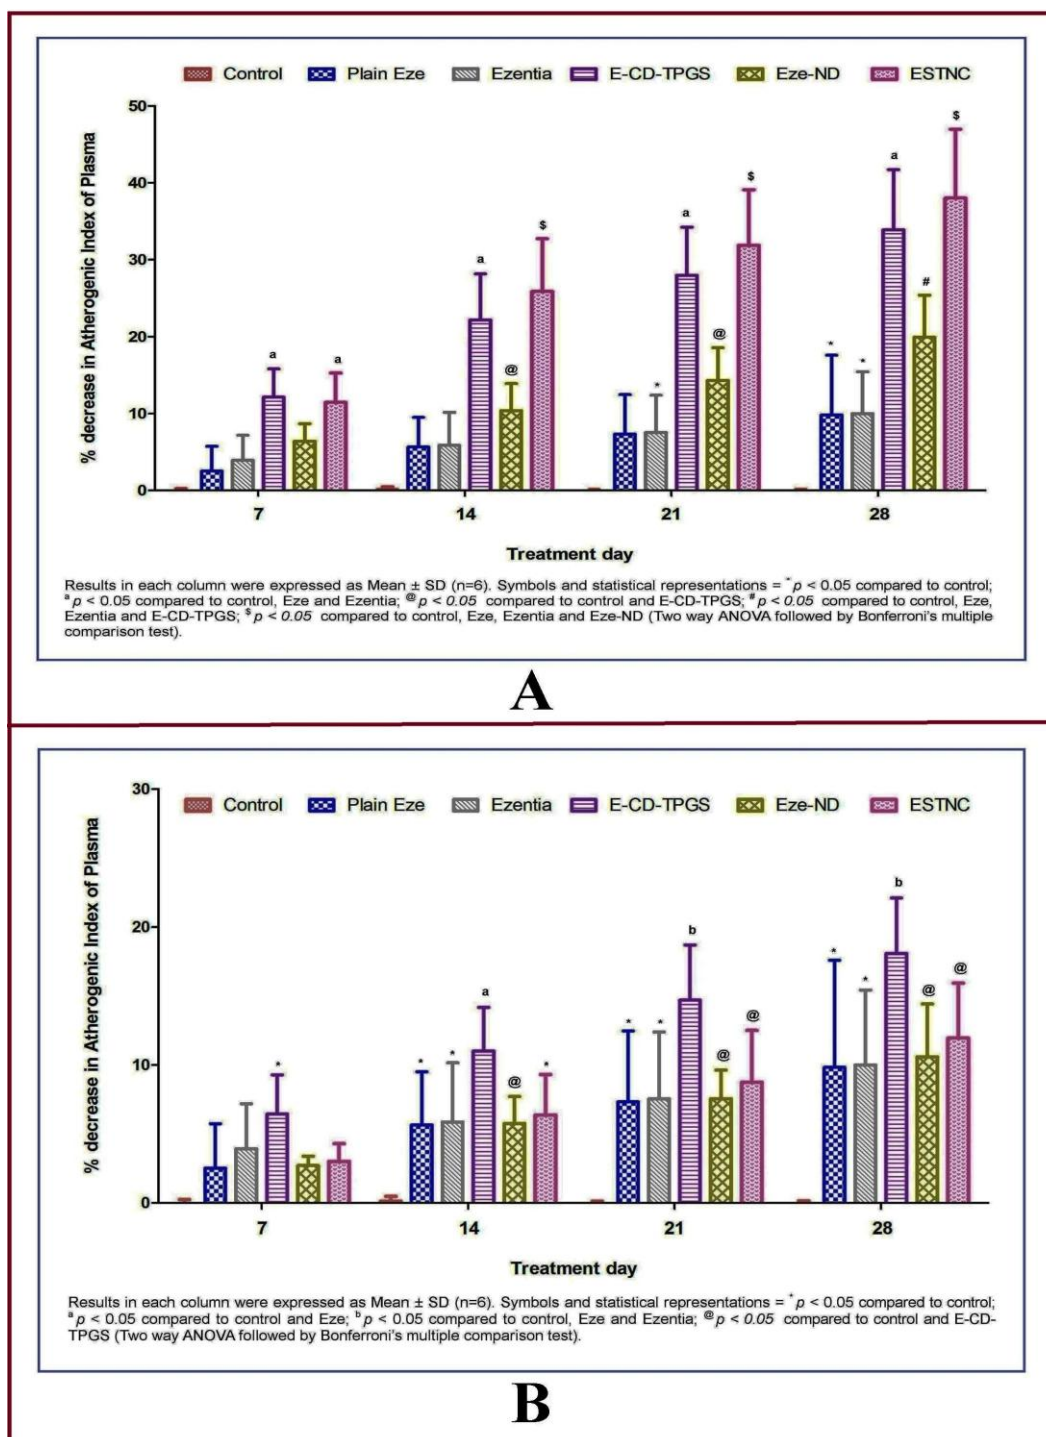 Control Plain Eze Ezentia E-CD-TPGS Eze-ND ESTNC
50
40
30
20
10
0
% decrease in Atherogenic Index of Plasma
a a
a @ $
* a @ $
* * a # $
7 14 21 28
Treatment day
Results in each column were expressed as Mean ± SD (n=6). Symbols and statistical representations = * p < 0.05 compared to control;
a p < 0.05 compared to control, Eze and Ezentia; @ p < 0.05 compared to control and E-CD-TPGS; # p < 0.05 compared to control, Eze,
Ezentia and E-CD-TPGS; $ p < 0.05 compared to control, Eze, Ezentia and Eze-ND (Two way ANOVA followed by Bonferroni's multiple
comparison test).
A
Control Plain Eze Ezentia E-CD-TPGS Eze-ND ESTNC
30
20
10
0
% decrease in Atherogenic Index of Plasma
*
* * a @ *
* * b @ @
* * b @ @
7 14 21 28
Treatment day
Results in each column were expressed as Mean ± SD (n=6). Symbols and statistical representations = * p < 0.05 compared to control;
a p < 0.05 compared to control and Eze; b p < 0.05 compared to control, Eze and Ezentia; @ p < 0.05 compared to control and E-CD-
TPGS (Two way ANOVA followed by Bonferroni's multiple comparison test).
B